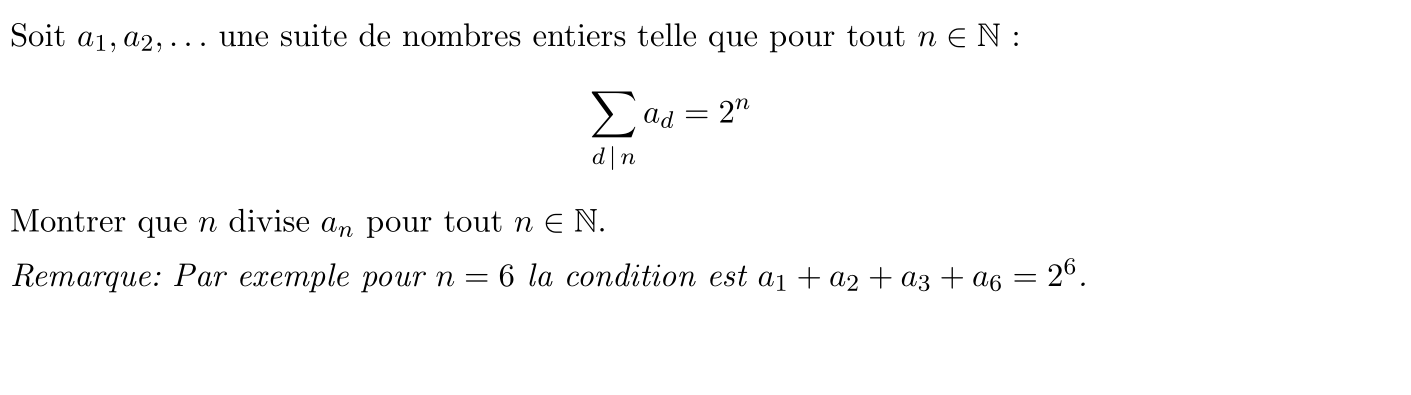 Soit $a_1, a_2, \ldots$ une suite de nombres entiers telle que pour tout $n \in \mathbb{N}$ :
$$\sum_{d \mid n} a_d = 2^n$$
Montrer que $n$ divise $a_n$ pour tout $n \in \mathbb{N}$.
Remarque: Par exemple pour $n = 6$ la condition est $a_1 + a_2 + a_3 + a_6 = 2^6$.